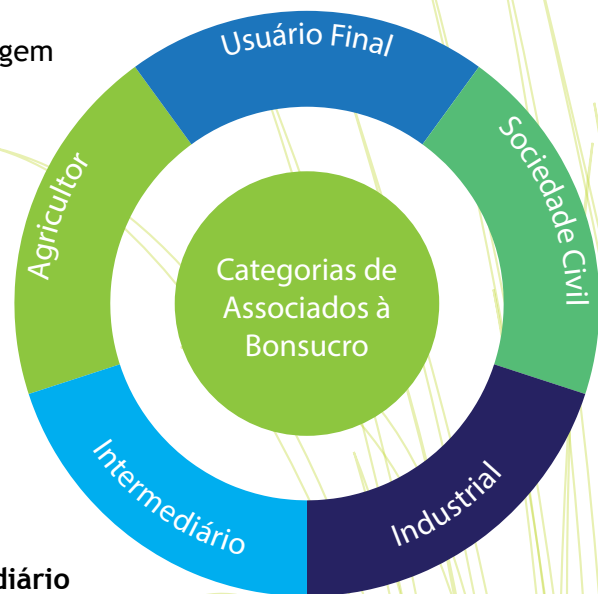 gem
Usuário Final
Agricultor
Sociedade Civil
Categorias de
Associados à
Bonsucro
Intermediário
Industrial
diário